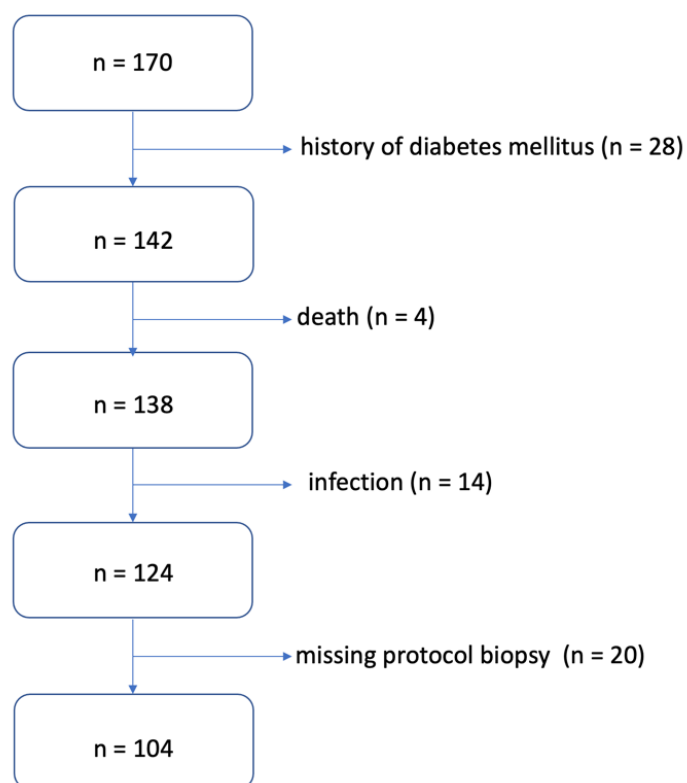 n = 170
history of diabetes mellitus (n = 28)
n = 142
death (n = 4)
n = 138
infection (n = 14)
n = 124
missing protocol biopsy  (n = 20)
n = 104